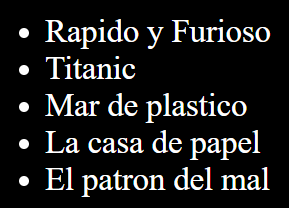 • Rapido y Furioso
• Titanic
• Mar de plastico
• La casa de papel
• El patron del mal